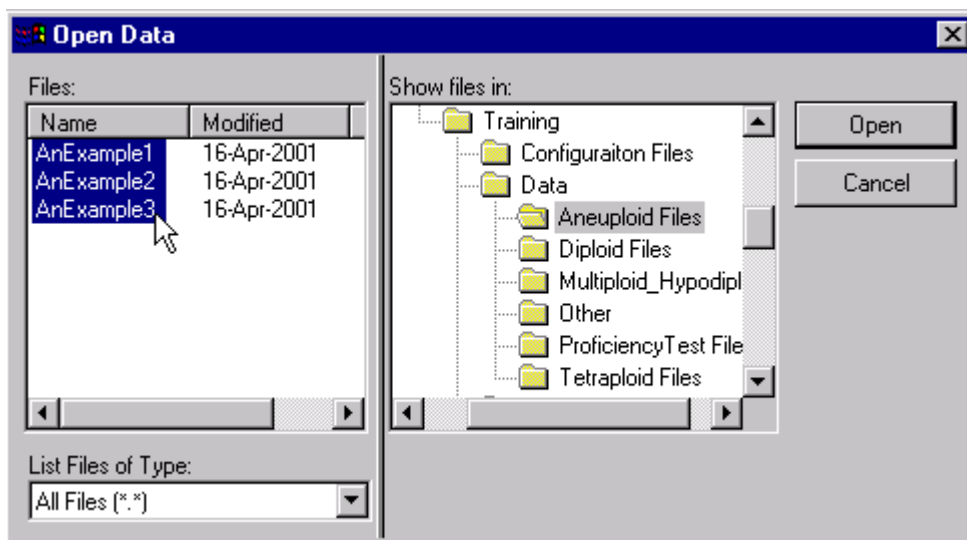 Open Data
Files:
Name Modified
AnExample1 16-Apr-2001
AnExample2 16-Apr-2001
AnExample3 16-Apr-2001
List Files of Type:
All Files (*.*)
Show files in:
Training
Configuraiton Files
Data
Aneuploid Files
Diploid Files
Multiploid_Hypodipl
Other
ProficiencyTest File
Tetraploid Files
Open
Cancel